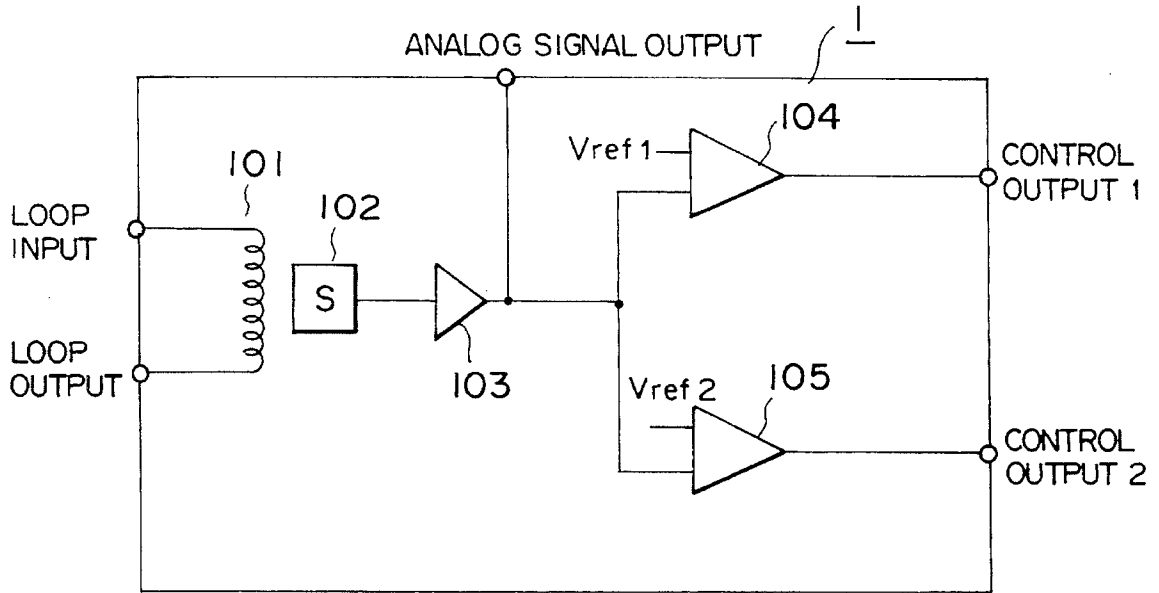 1
ANALOG SIGNAL OUTPUT
104
Vref 1
CONTROL
OUTPUT 1
101
102
LOOP
INPUT
S
103
LOOP
OUTPUT
105
Vref 2
CONTROL
OUTPUT 2